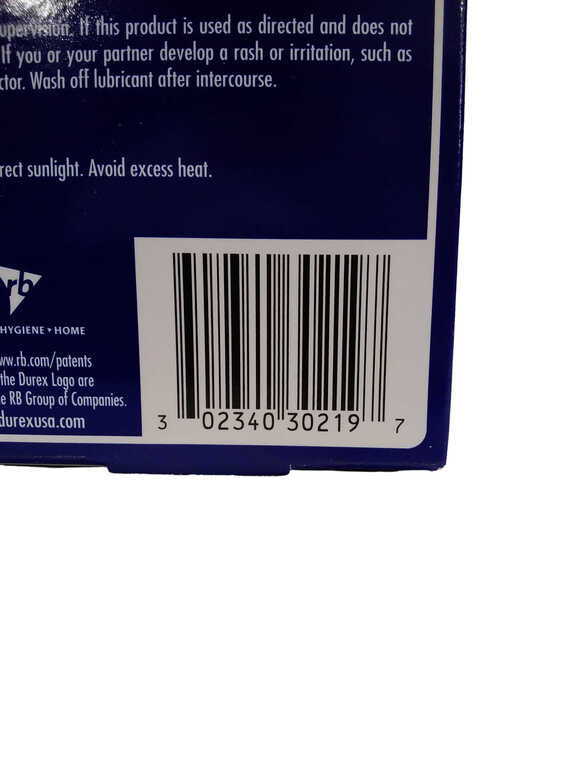 supervision. If this product is used as directed and does not
If you or your partner develop a rash or irritation, such as
ctor. Wash off lubricant after intercourse.
rect sunlight. Avoid excess heat.
rb
HYGIENE • HOME
ww.rb.com/patents
the Durex Logo are
e RB Group of Companies.
durexusa.com
3 02340 30219 7